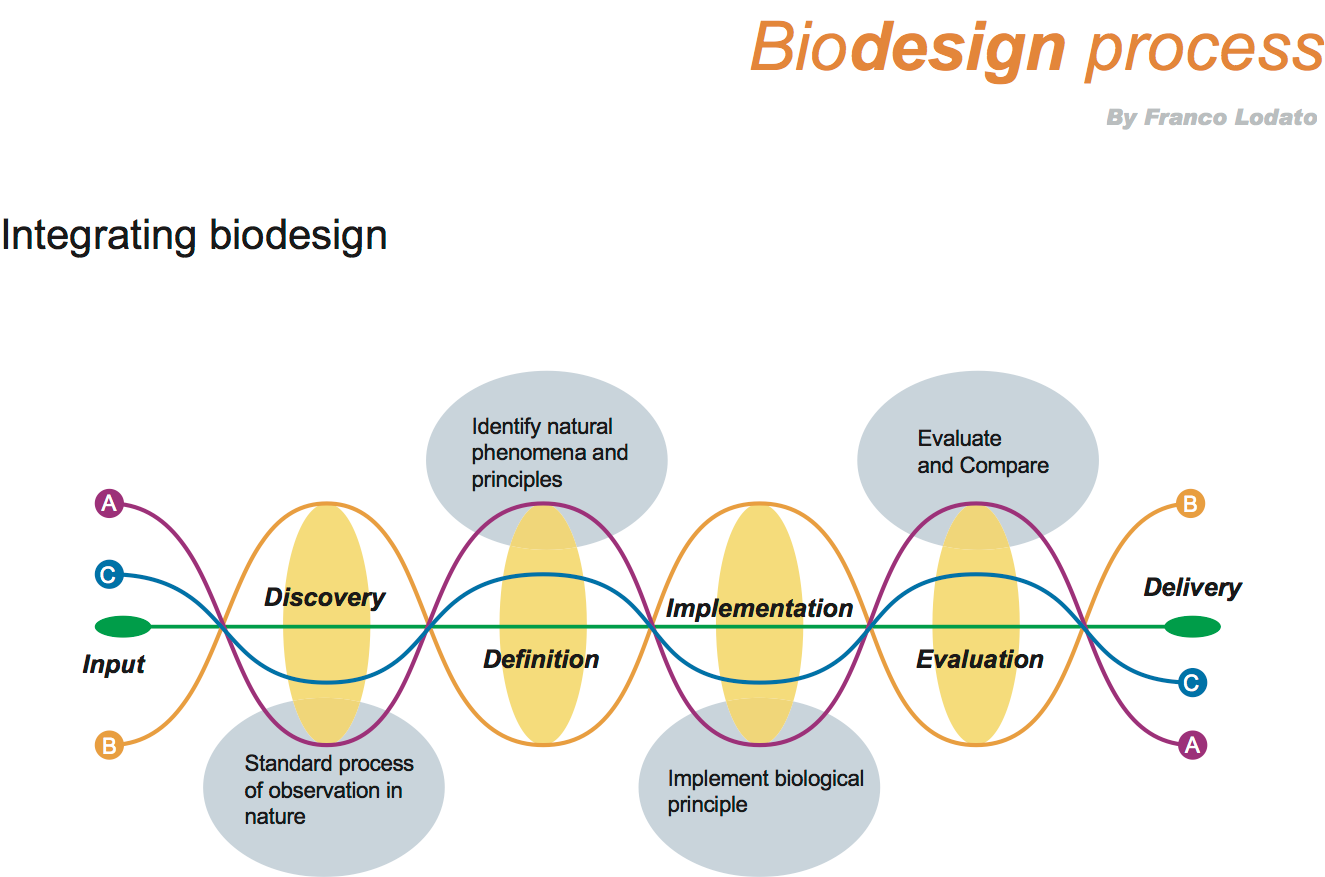 Biodesign process
By Franco Lodato
Integrating biodesign
Identify natural
phenomena and
principles
Evaluate
and Compare
A
B
C
Discovery
Delivery
Implementation
Input
Definition
Evaluation
C
B
A
Standard process
of observation in
nature
Implement biological
principle